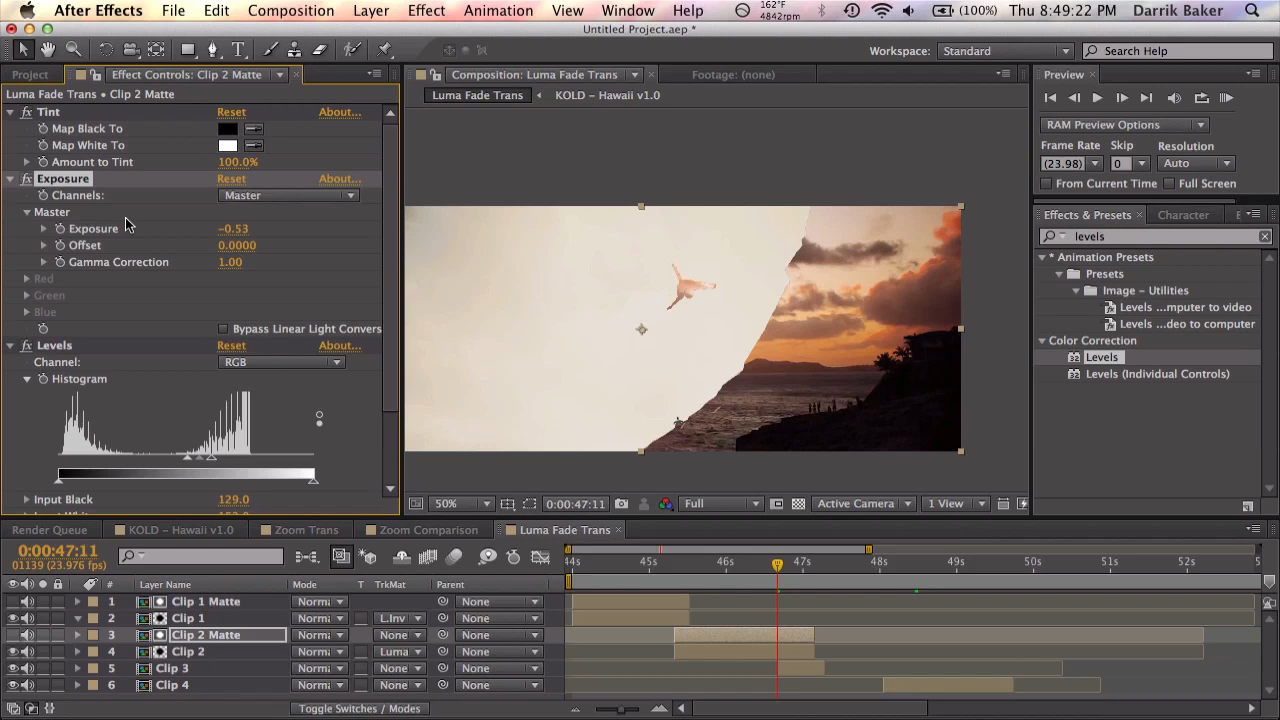 After Effects File Edit Composition Layer Effect Animation View Window Help 162°F 4842rpm (100%) Thu 8:49:22 PM Darrik Baker
Untitled Project.aep *
Workspace: Standard Search Help
Project Effect Controls: Clip 2 Matte Composition: Luma Fade Trans Footage: (none) Preview
Luma Fade Trans • Clip 2 Matte Luma Fade Trans KOLD – Hawaii v1.0
Tint Reset About...
Map Black To
Map White To
Amount to Tint 100.0%
Exposure Reset About...
Channels: Master
Master
Exposure –0.53
Offset 0.0000
Gamma Correction 1.00
Red
Green
Blue
Bypass Linear Light Convers
Levels Reset About...
Channel: RGB
Histogram
Input Black 129.0
RAM Preview Options
Frame Rate Skip Resolution
(23.98) 0 Auto
From Current Time Full Screen
Effects & Presets Character
levels
* Animation Presets
Presets
Image – Utilities
Levels ...mputer to video
Levels ...deo to computer
Color Correction
Levels
Levels (Individual Controls)
50% 0:00:47:11 Full Active Camera 1 View
Render Queue KOLD – Hawaii v1.0 Zoom Trans Zoom Comparison Luma Fade Trans
0:00:47:11
01139 (23.976 fps)
44s 45s 46s 47s 48s 49s 50s 51s 52s 5
# Layer Name Mode T TrkMat Parent
1 Clip 1 Matte Norma None
2 Clip 1 Norma L.Inv None
3 Clip 2 Matte Norma None None
4 Clip 2 Norma Luma None
5 Clip 3 Norma None None
6 Clip 4 Norma None None
Toggle Switches / Modes